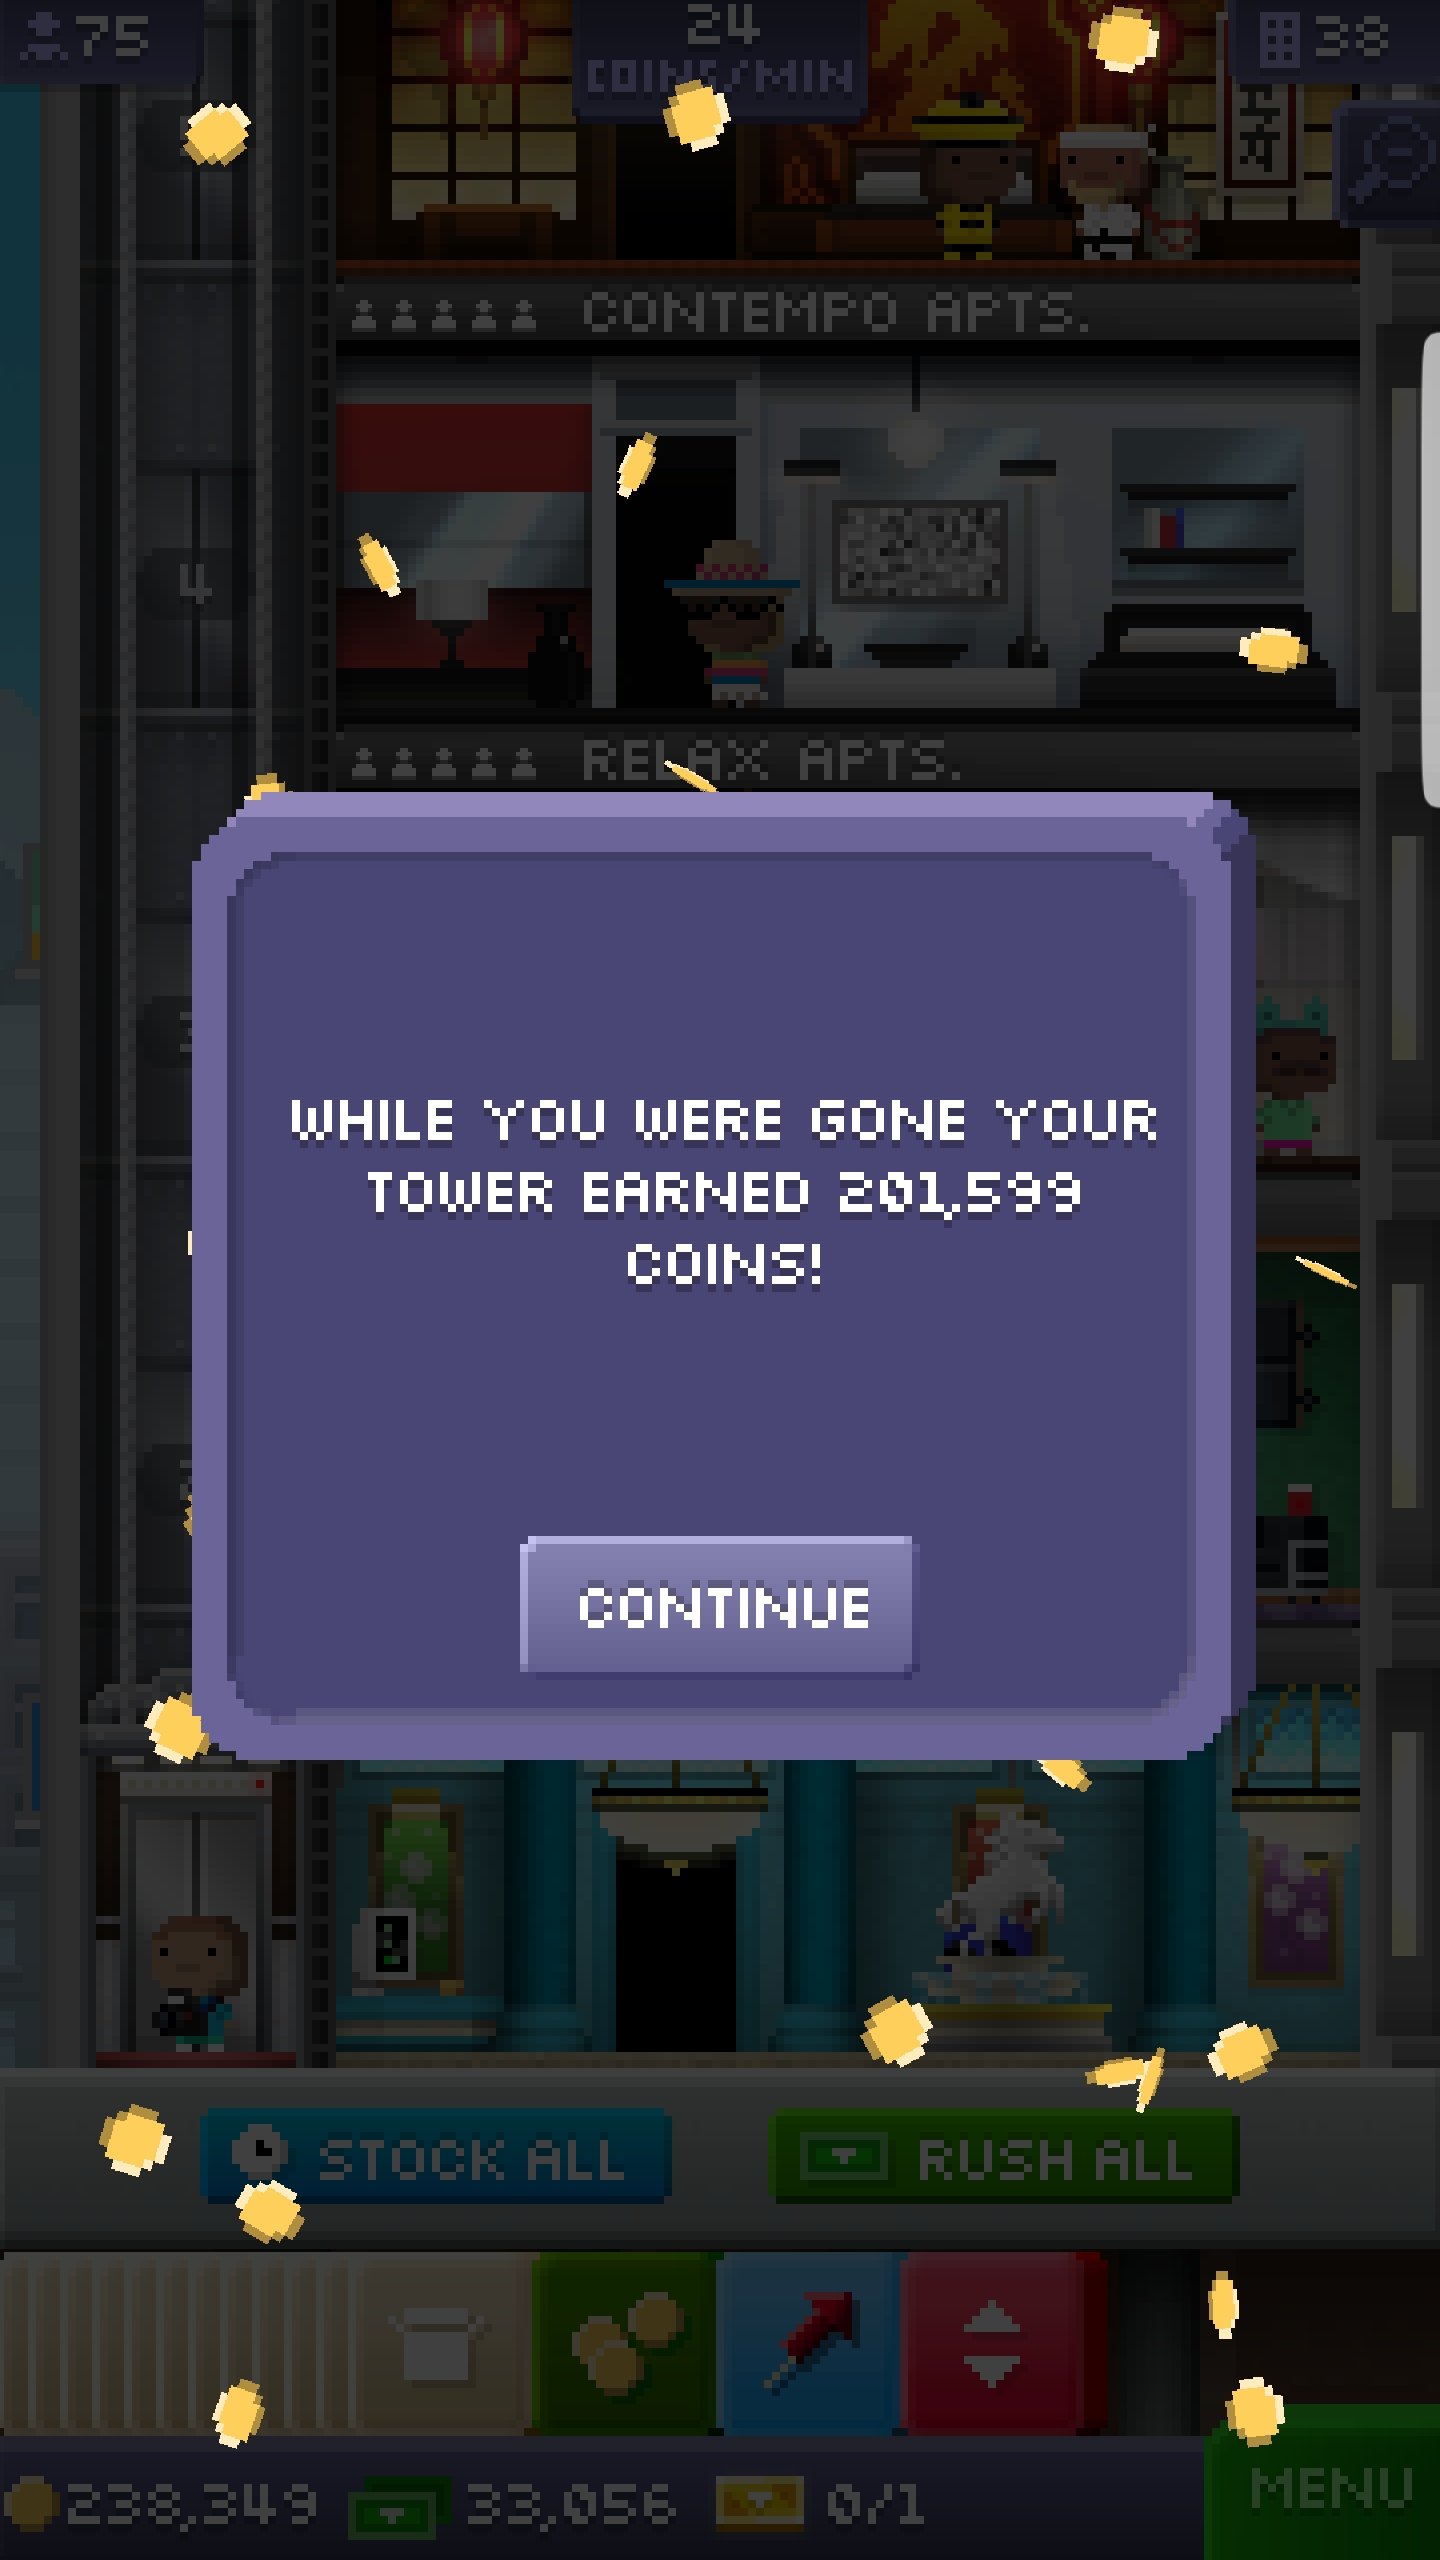 75
24
COINS/MIN
38
CONTEMPO APTS.
4
RELAX APTS.
WHILE YOU WERE GONE YOUR
TOWER EARNED 201,599
COINS!
CONTINUE
STOCK ALL
RUSH ALL
238,349
33,056
0/1
MENU